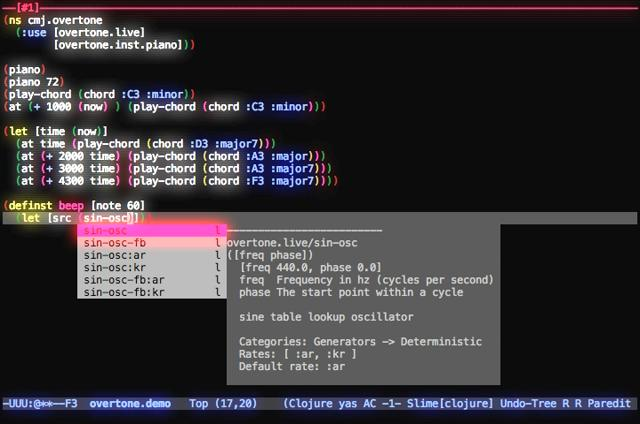 [#1]
(ns cmj.overtone
(:use [overtone.live]
[overtone.inst.piano]))
(piano)
(piano 72)
(play-chord (chord :C3 :minor))
(at (+ 1000 (now) ) (play-chord (chord :C3 :minor)))
(let [time (now)]
(at time (play-chord (chord :D3 :major7)))
(at (+ 2000 time) (play-chord (chord :A3 :major)))
(at (+ 3000 time) (play-chord (chord :A3 :major7)))
(at (+ 4300 time) (play-chord (chord :F3 :major7))))
(definst beep [note 60]
(let [src (sin-osc)]))
sin-osc l
sin-osc-fb l
sin-osc:ar l
sin-osc:kr l
sin-osc-fb:ar l
sin-osc-fb:kr l
-------------------------
overtone.live/sin-osc
([freq phase])
[freq 440.0, phase 0.0]
freq Frequency in hz (cycles per second)
phase The start point within a cycle
sine table lookup oscillator
Categories: Generators -> Deterministic
Rates: [ :ar, :kr ]
Default rate: :ar
-UUU:@**--F3 overtone.demo Top (17,20) (Clojure yas AC -1- Slime[clojure] Undo-Tree R R Paredit